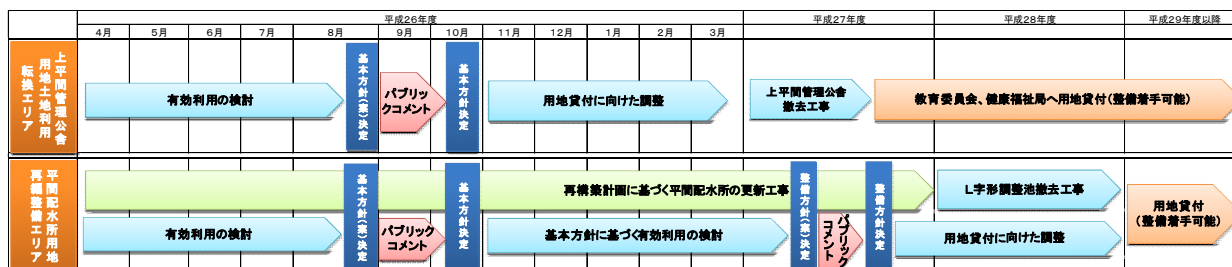 平成26年度
平成27年度
平成28年度
平成29年度以降
4月
5月
6月
7月
8月
9月
10月
11月
12月
1月
2月
3月
上平間管理公舎
用地土地利用
転換エリア
有効利用の検討
基本方針(案)決定
パブリッ
クコメント
基本方針決定
用地貸付に向けた調整
上平間管理公舎
撤去工事
教育委員会、健康福祉局へ用地貸付(整備着手可能)
平間配水所用地
再編整備エリア
再構築計画に基づく平間配水所の更新工事
L字形調整池撤去工事
用地貸付
(整備着手可能)
有効利用の検討
基本方針(案)決定
パブリック
コメント
基本方針決定
基本方針に基づく有効利用の検討
整備方針(案)決定
パブリック
コメント
整備方針決定
用地貸付に向けた調整